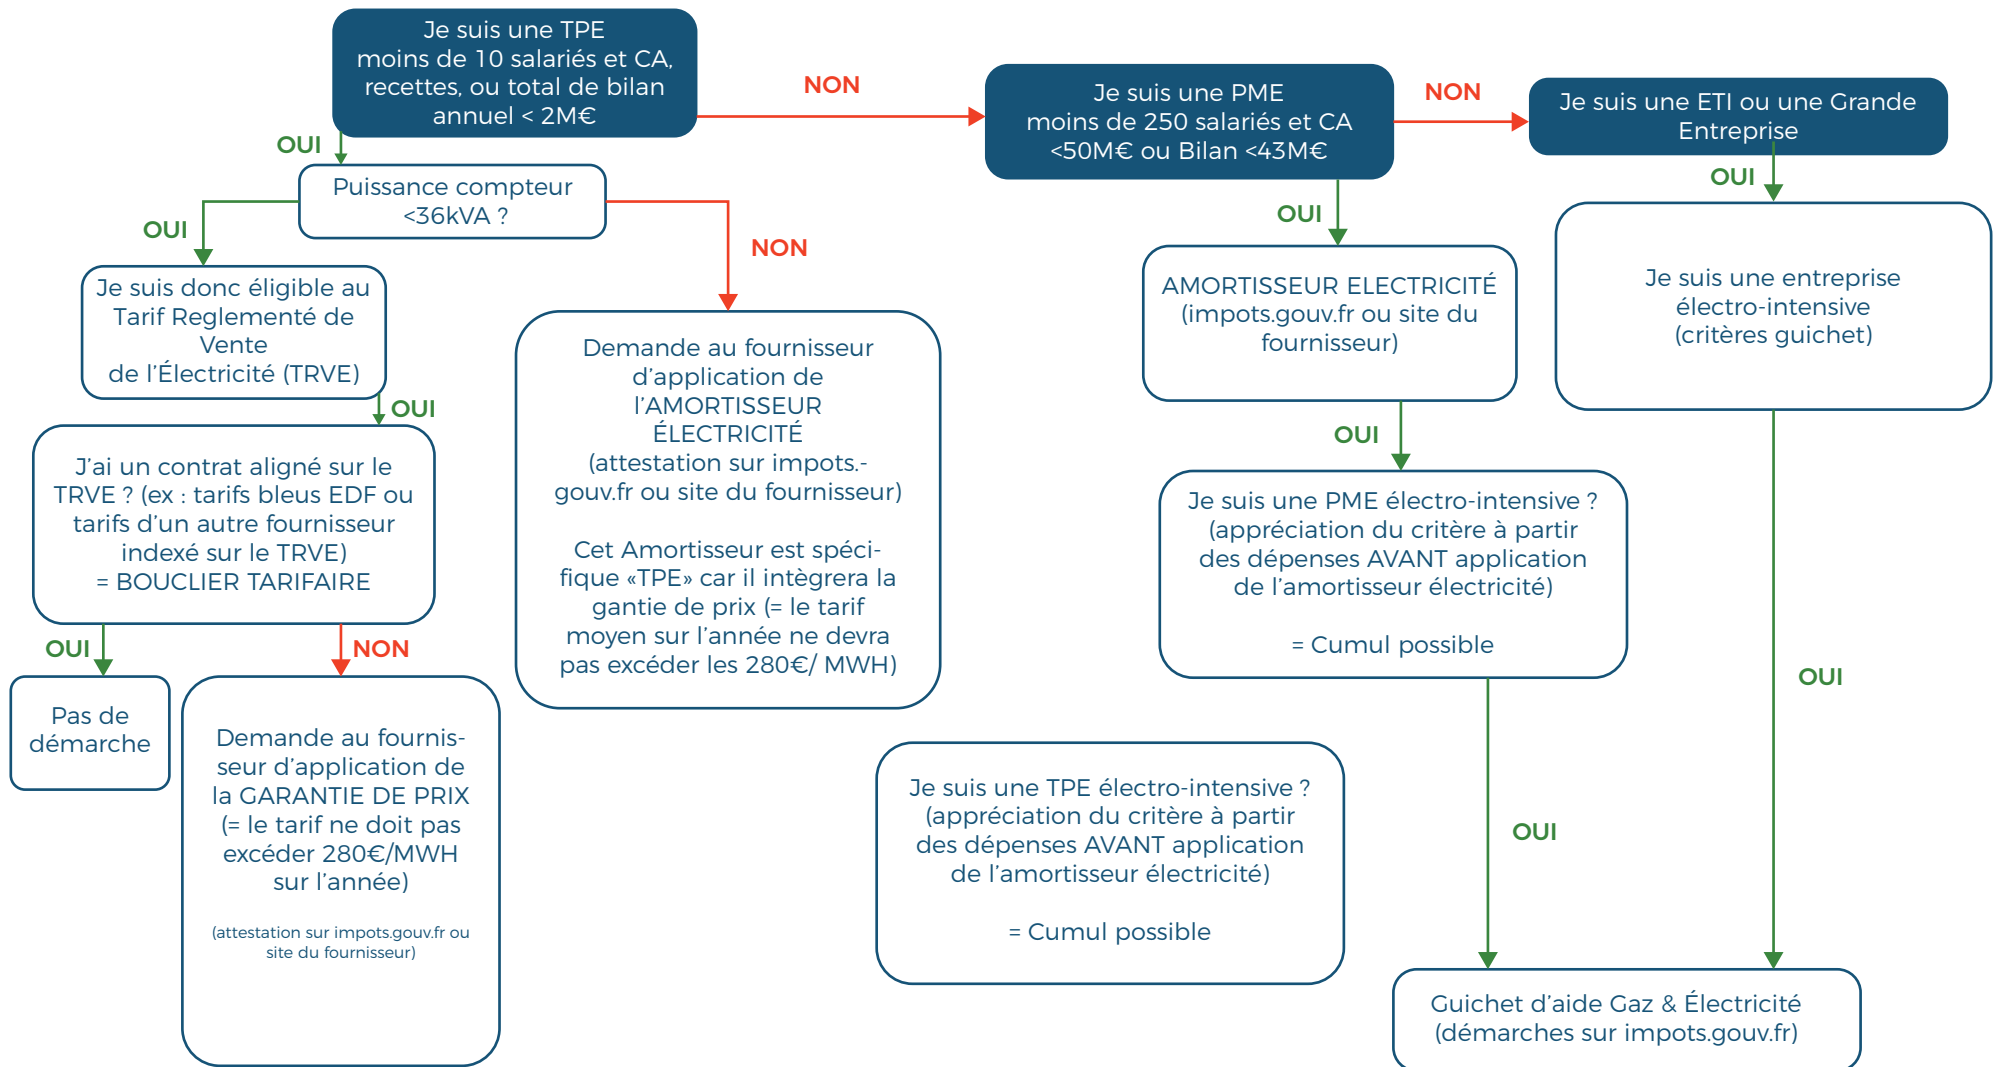 Je suis une TPE
moins de 10 salariés et CA,
recettes, ou total de bilan
annuel < 2M€
NON
Je suis une PME
moins de 250 salariés et CA
<50M€ ou Bilan <43M€
NON
Je suis une ETI ou une Grande
Entreprise
OUI
Puissance compteur
<36kVA ?
OUI
NON
OUI
OUI
Je suis donc éligible au
Tarif Reglementé de
Vente
de l’Électricité (TRVE)
OUI
J’ai un contrat aligné sur le
TRVE ? (ex : tarifs bleus EDF ou
tarifs d’un autre fournisseur
indexé sur le TRVE)
= BOUCLIER TARIFAIRE
OUI
NON
Pas de
démarche
Demande au fournis-
seur d’application de
la GARANTIE DE PRIX
(= le tarif ne doit pas
excéder 280€/MWH
sur l’année)
(attestation sur impots.gouv.fr ou
site du fournisseur)
Demande au fournisseur
d’application de
l’AMORTISSEUR
ÉLECTRICITÉ
(attestation sur impots.-
gouv.fr ou site du fournisseur)
Cet Amortisseur est spéci-
fique «TPE» car il intègrera la
gantie de prix (= le tarif
moyen sur l’année ne devra
pas excéder les 280€/ MWH)
AMORTISSEUR ELECTRICITÉ
(impots.gouv.fr ou site du
fournisseur)
OUI
Je suis une PME électro-intensive ?
(appréciation du critère à partir
des dépenses AVANT application
de l’amortisseur électricité)
= Cumul possible
OUI
Je suis une TPE électro-intensive ?
(appréciation du critère à partir
des dépenses AVANT application
de l’amortisseur électricité)
= Cumul possible
Je suis une entreprise
électro-intensive
(critères guichet)
OUI
Guichet d’aide Gaz & Électricité
(démarches sur impots.gouv.fr)